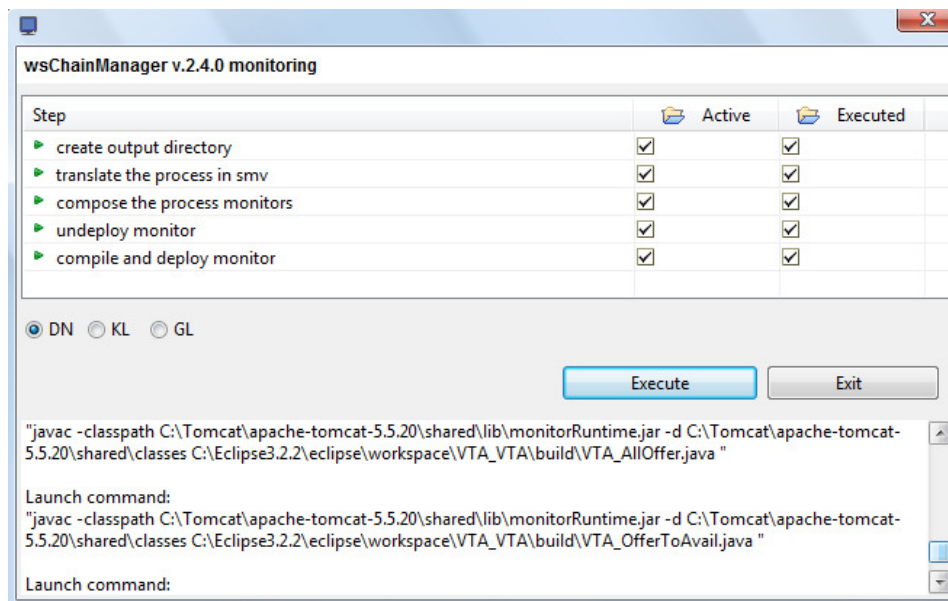 wsChainManager v.2.4.0 monitoring
Step Active Executed
create output directory
translate the process in smv
compose the process monitors
undeploy monitor
compile and deploy monitor
DN KL GL
Execute Exit
"javac -classpath C:\Tomcat\apache-tomcat-5.5.20\shared\lib\monitorRuntime.jar -d C:\Tomcat\apache-tomcat-
5.5.20\shared\classes C:\Eclipse3.2.2\eclipse\workspace\VTA_VTA\build\VTA_AllOffer.java "
Launch command:
"javac -classpath C:\Tomcat\apache-tomcat-5.5.20\shared\lib\monitorRuntime.jar -d C:\Tomcat\apache-tomcat-
5.5.20\shared\classes C:\Eclipse3.2.2\eclipse\workspace\VTA_VTA\build\VTA_OfferToAvail.java "
Launch command: